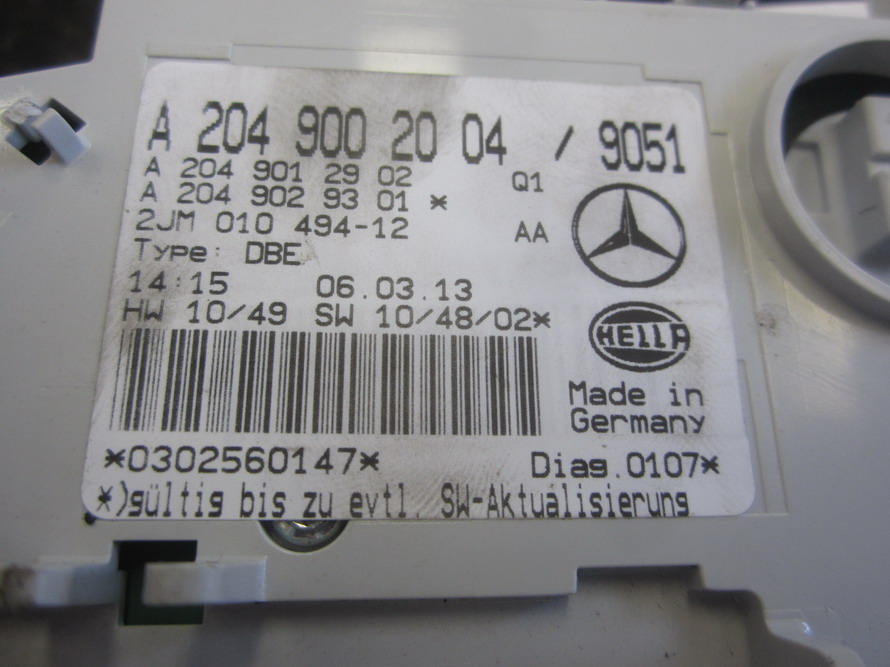 A 204 900 20 04 / 9051
A 204 901 29 02 Q1
A 204 902 93 01 *
2JM 010 494-12 AA
Type: DBE
14:15 06.03.13
HW 10/49 SW 10/48/02*
HELLA
Made in
Germany
*0302560147* Diag.0107*
*)gültig bis zu evtl. SW-Aktualisierung